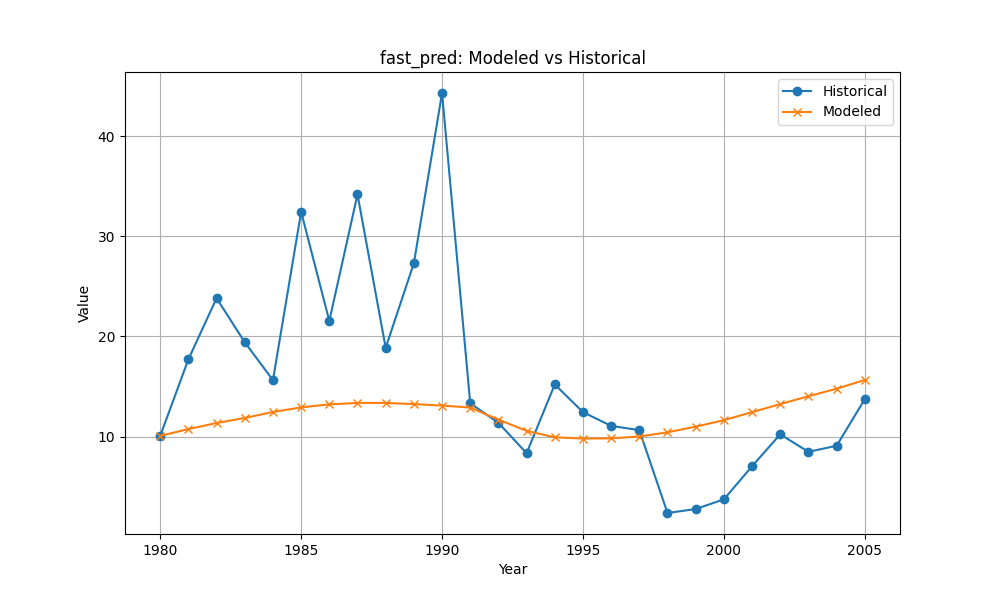 fast_pred: Modeled vs Historical
Historical
Modeled
Value
40
30
20
10
1980
1985
1990
1995
2000
2005
Year